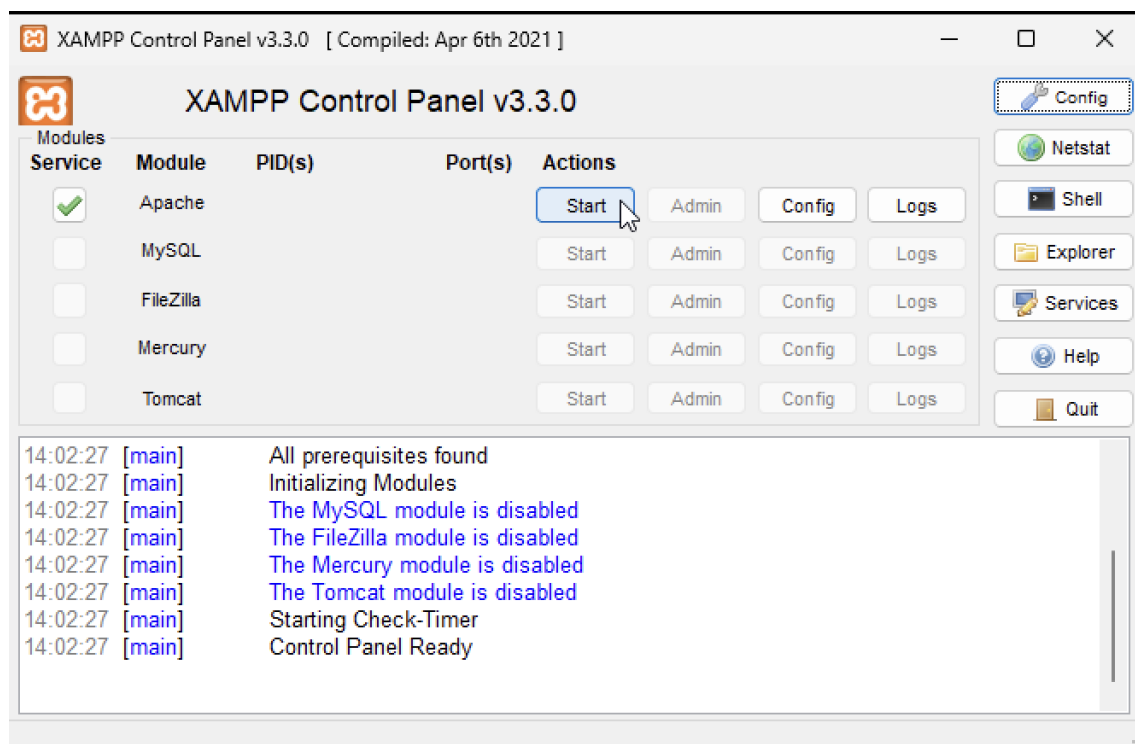 XAMPP Control Panel v3.3.0 [ Compiled: Apr 6th 2021 ]
XAMPP Control Panel v3.3.0
Config
Modules
Netstat
Service Module PID(s) Port(s) Actions
Apache Start Admin Config Logs
Shell
MySQL Start Admin Config Logs
Explorer
FileZilla Start Admin Config Logs
Services
Mercury Start Admin Config Logs
Help
Tomcat Start Admin Config Logs
Quit
14:02:27 [main] All prerequisites found
14:02:27 [main] Initializing Modules
14:02:27 [main] The MySQL module is disabled
14:02:27 [main] The FileZilla module is disabled
14:02:27 [main] The Mercury module is disabled
14:02:27 [main] The Tomcat module is disabled
14:02:27 [main] Starting Check-Timer
14:02:27 [main] Control Panel Ready